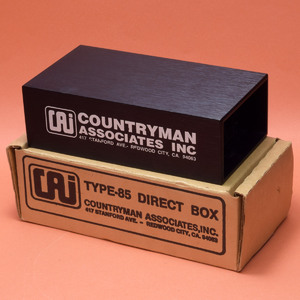 CAI COUNTRYMAN
ASSOCIATES INC
417 STANFORD AVE.- REDWOOD CITY, CA. 94063
CAI TYPE-85 DIRECT BOX
COUNTRYMAN ASSOCIATES,INC.
417 STANFORD AVE. - REDWOOD CITY, CA. 94063